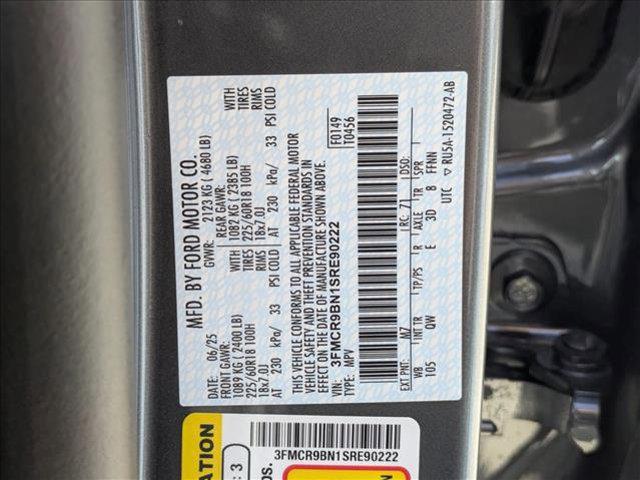 MFD. BY FORD MOTOR CO.
DATE: 06/25 GVWR: 2123 KG ( 4680 LB)
FRONT GAWR: REAR GAWR:
1089 KG ( 2400 LB) 1082 KG ( 2385 LB) WITH
225/60R18 100H TIRES 225/60R18 100H TIRES
18x7.0J RIMS 18x7.0J RIMS
AT 230 kPa/ 33 PSI COLD AT 230 kPa/ 33 PSI COLD
THIS VEHICLE CONFORMS TO ALL APPLICABLE FEDERAL MOTOR
VEHICLE SAFETY AND THEFT PREVENTION STANDARDS IN
EFFECT ON THE DATE OF MANUFACTURE SHOWN ABOVE.
F0149
T0456
VIN: 3FMCR9BN1SRE90222
TYPE: MPV
EXT PNT: M7 RC: 71 DSO:
WB INT TR TP/PS R AXLE TR SPR
105 QW E 3D 8 FFNN
UTC ▽ RU5A-1520472-AB
3FMCR9BN1SRE90222
: 3